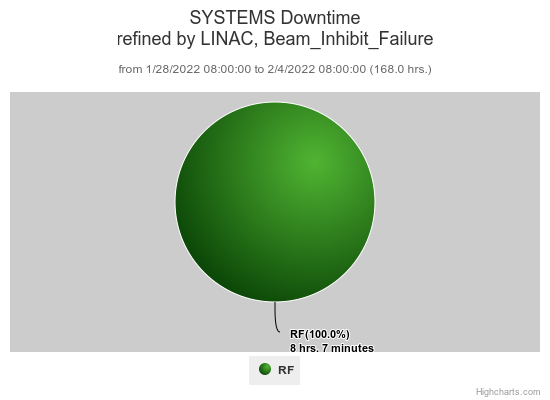 SYSTEMS Downtime
refined by LINAC, Beam_Inhibit_Failure
from 1/28/2022 08:00:00 to 2/4/2022 08:00:00 (168.0 hrs.)
RF(100.0%)
8 hrs. 7 minutes
RF
Highcharts.com